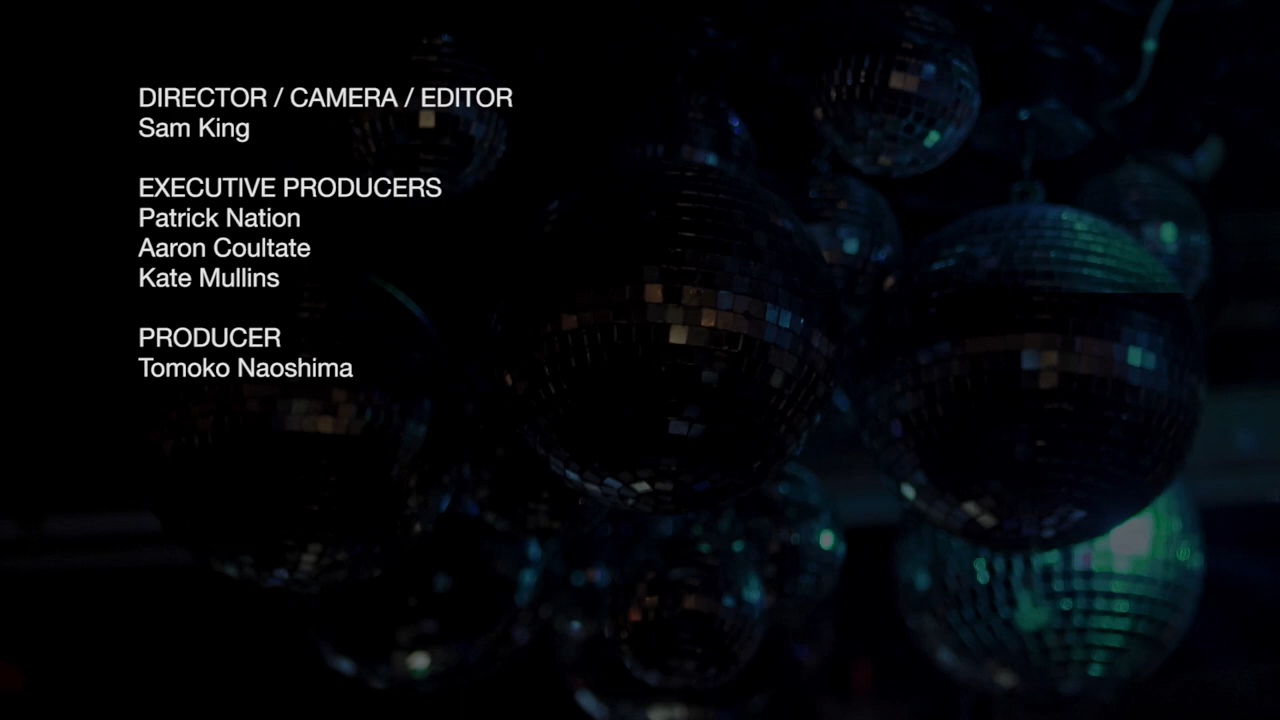 DIRECTOR / CAMERA / EDITOR
Sam King
EXECUTIVE PRODUCERS
Patrick Nation
Aaron Coultate
Kate Mullins
PRODUCER
Tomoko Naoshima